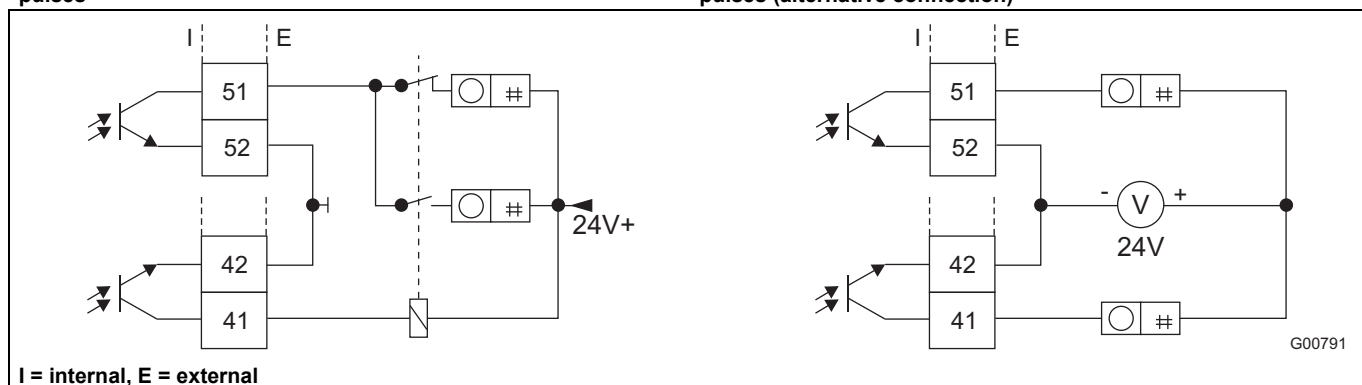 pulses
pulses (alternative connection)
I E
51
52
42
41
24V+
I E
51
52
42
41
- V +
24V
G00791
I = internal, E = external